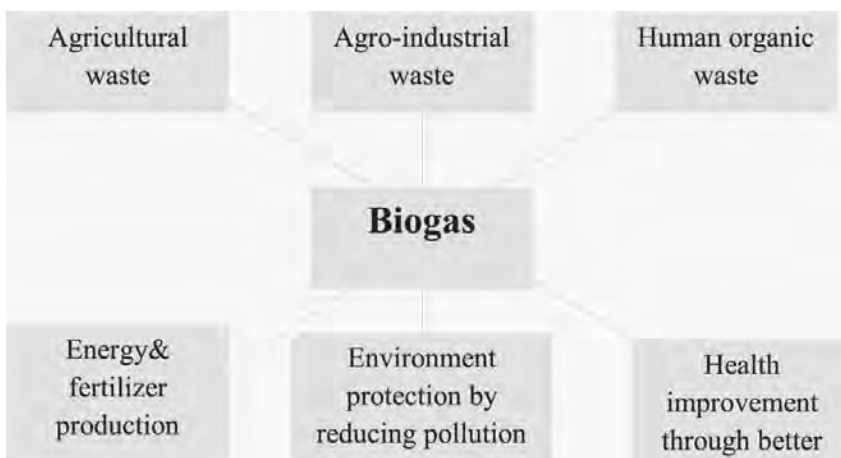 Agricultural
waste
Agro-industrial
waste
Human organic
waste
Biogas
Energy&
fertilizer
production
Environment
protection by
reducing pollution
Health
improvement
through better